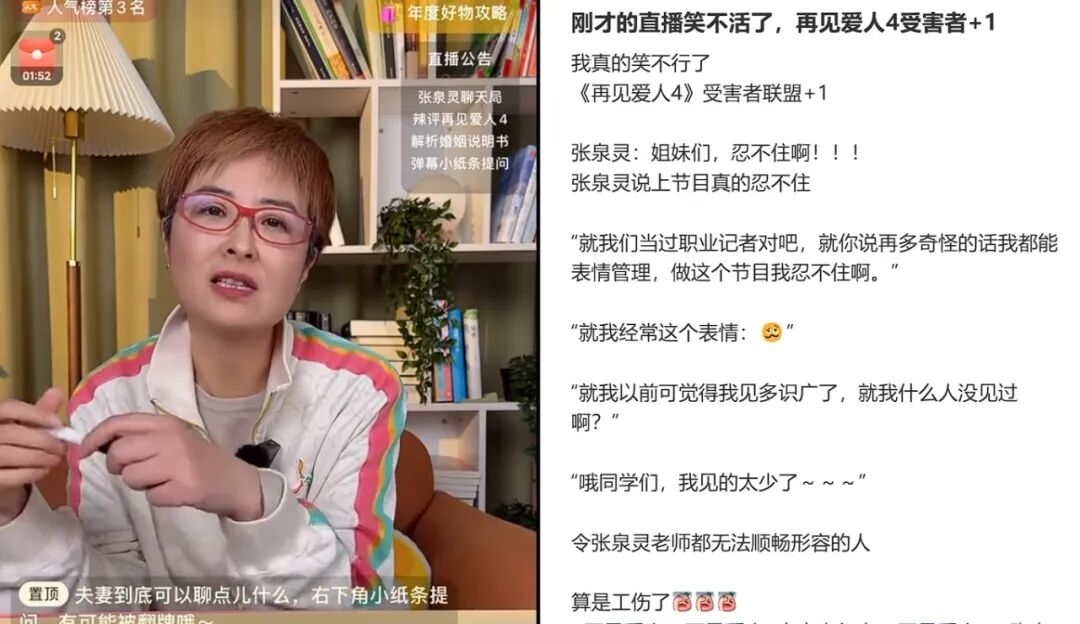 人气榜第3名
2
01:52
年度好物攻略
直播公告
张泉灵聊天局
辣评再见爱人4
解析婚姻说明书
弹幕小纸条提问
置顶 夫妻到底可以聊点儿什么，右下角小纸条提
问，有可能被翻牌哦～
刚才的直播笑不活了，再见爱人4受害者+1
我真的笑不行了
《再见爱人4》受害者联盟+1
张泉灵：姐妹们，忍不住啊！！！
张泉灵说上节目真的忍不住
“就我们当过职业记者对吧，就你说再多奇怪的话我都能
表情管理，做这个节目我忍不住啊。”
“就我经常这个表情：🥴”
“就我以前可觉得我见多识广了，就我什么人没见过
啊？”
“哦同学们，我见的太少了～～～”
令张泉灵老师都无法顺畅形容的人
算是工伤了